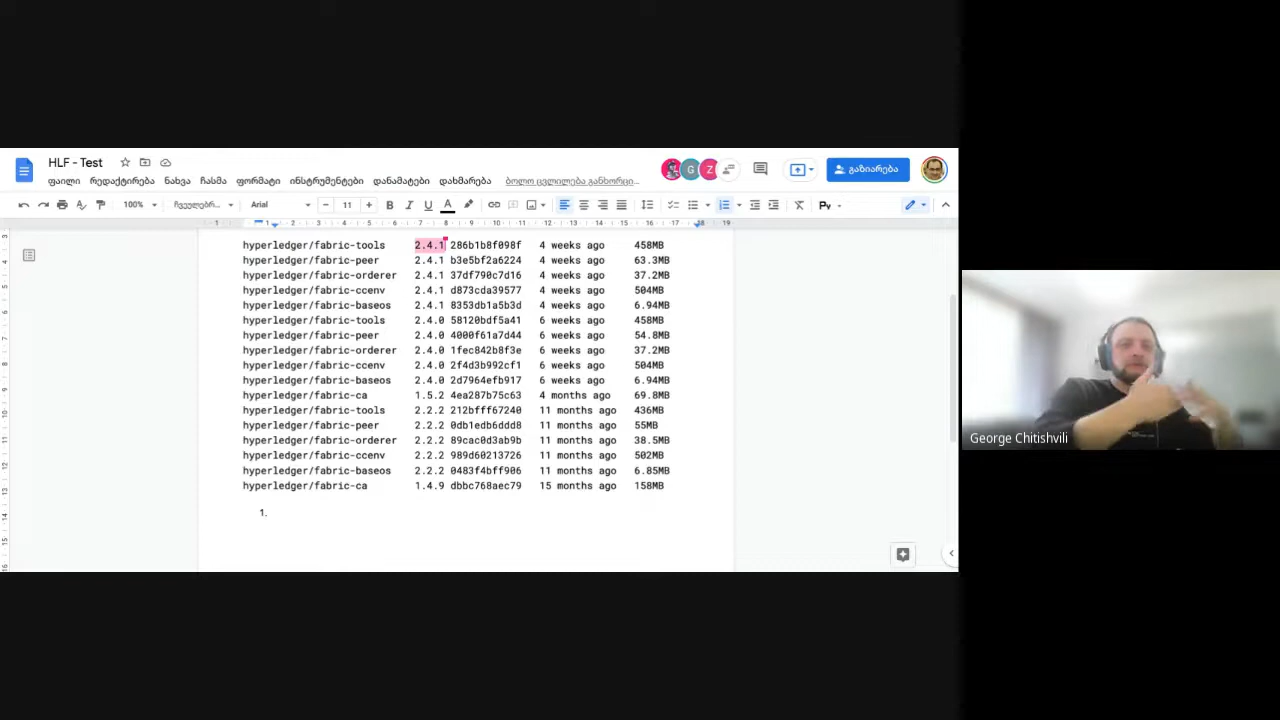 HLF - Test
G Z
გაზიარება
ფაილი რედაქტირება ნახვა ჩასმა ფორმატი ინსტრუმენტები დანამატები დახმარება ბოლო ცვლილება განხორცი...
100% ჩვეულებრ... Arial 11
hyperledger/fabric-tools 2.4.1 286b1b8f098f 4 weeks ago 458MB
hyperledger/fabric-peer 2.4.1 b3e5bf2a6224 4 weeks ago 63.3MB
hyperledger/fabric-orderer 2.4.1 37df790c7d16 4 weeks ago 37.2MB
hyperledger/fabric-ccenv 2.4.1 d873cda39577 4 weeks ago 504MB
hyperledger/fabric-baseos 2.4.1 8353db1a5b3d 4 weeks ago 6.94MB
hyperledger/fabric-tools 2.4.0 58120bdf5a41 6 weeks ago 458MB
hyperledger/fabric-peer 2.4.0 4000f61a7d44 6 weeks ago 54.8MB
hyperledger/fabric-orderer 2.4.0 1fec842b8f3e 6 weeks ago 37.2MB
hyperledger/fabric-ccenv 2.4.0 2f4d3b992cf1 6 weeks ago 504MB
hyperledger/fabric-baseos 2.4.0 2d7964efb917 6 weeks ago 6.94MB
hyperledger/fabric-ca 1.5.2 4ea287b75c63 4 months ago 69.8MB
hyperledger/fabric-tools 2.2.2 212bfff67240 11 months ago 436MB
hyperledger/fabric-peer 2.2.2 0db1edb6ddd8 11 months ago 55MB
hyperledger/fabric-orderer 2.2.2 89cac0d3ab9b 11 months ago 38.5MB
hyperledger/fabric-ccenv 2.2.2 989d60213726 11 months ago 502MB
hyperledger/fabric-baseos 2.2.2 0483f4bff906 11 months ago 6.85MB
hyperledger/fabric-ca 1.4.9 dbbc768aec79 15 months ago 158MB
1.
George Chitishvili